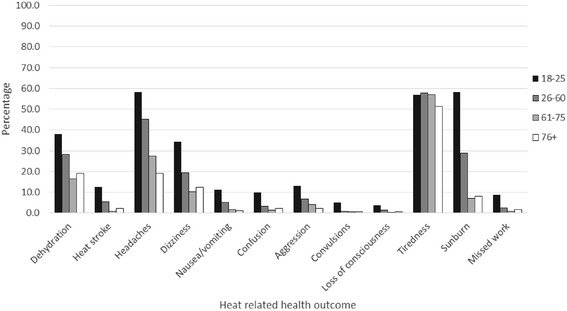 100.0
90.0
80.0
70.0
60.0
50.0
40.0
30.0
20.0
10.0
0.0
Percentage
18-25
26-60
61-75
76+
Dehydration
Heat stroke
Headaches
Dizziness
Nausea/vomiting
Confusion
Aggression
Convulsions
Loss of consciousness
Tiredness
Sunburn
Missed work
Heat related health outcome